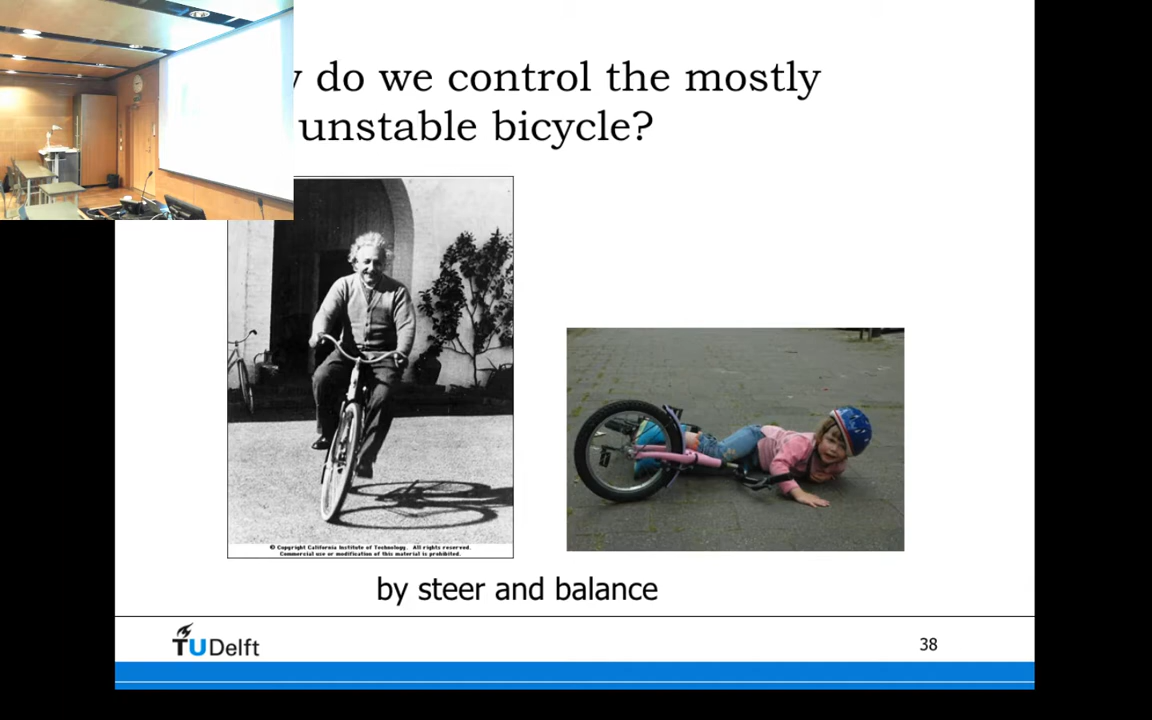 do we control the mostly
unstable bicycle?
© Copyright California Institute of Technology. All rights reserved.
Commercial use or modification of this material is prohibited.
by steer and balance
TUDelft
38